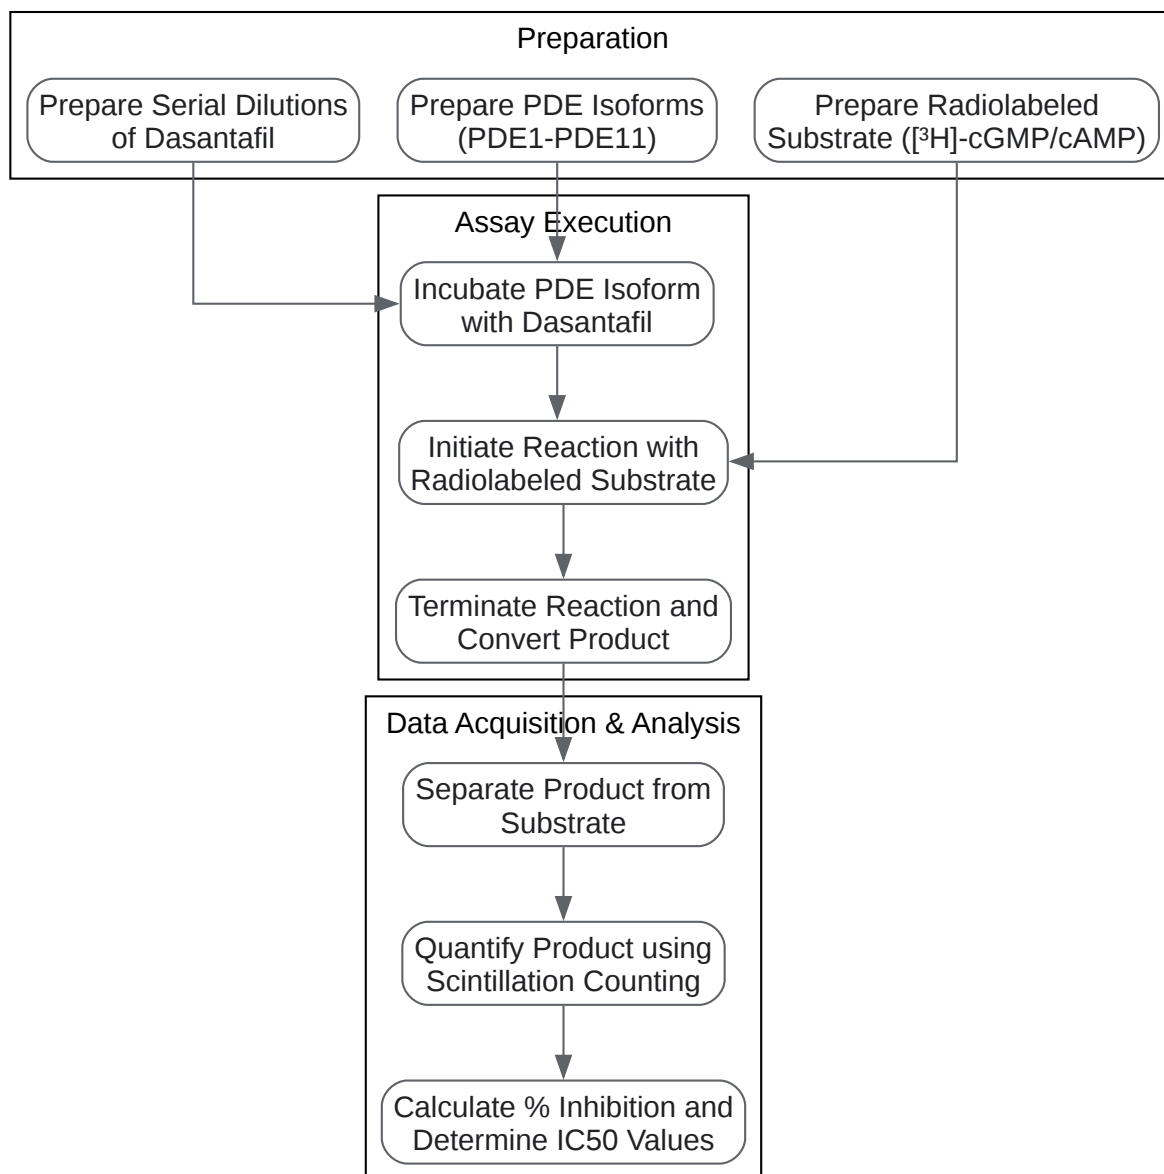 Preparation
Prepare Serial Dilutions
of Dasantafil
Prepare PDE Isoforms
(PDE1-PDE11)
Prepare Radiolabeled
Substrate ([³H]-cGMP/cAMP)
Assay Execution
Incubate PDE Isoform
with Dasantafil
Initiate Reaction with
Radiolabeled Substrate
Terminate Reaction and
Convert Product
Data Acquisition & Analysis
Separate Product from
Substrate
Quantify Product using
Scintillation Counting
Calculate % Inhibition and
Determine IC50 Values